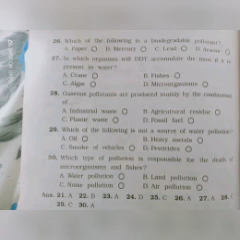 26. Which of the following is a biodegradable pollutant?
A. Paper B. Mercury C. Lead D. Arsenic
27. In which organism will DDT accumulate the most if it is
present in water?
A. Crane B. Fishes
C. Algae D. Microorganisms
28. Gaseous pollutants are produced mainly by the combustion
of
A. Industrial waste B. Agricultural residue
C. Plastic waste D. Fossil fuel
29. Which of the following is not a source of water pollution?
A. Oil B. Heavy metals
C. Smoke of vehicles D. Pesticides
30. Which type of pollution is responsible for the death of
microorganisms and fishes?
A. Water pollution B. Land pollution
C. Noise pollution D. Air pollution
Ans. 21. A 22. B 23. A 24. D 25. C 26. A 27. A 28.
29. C 30. A